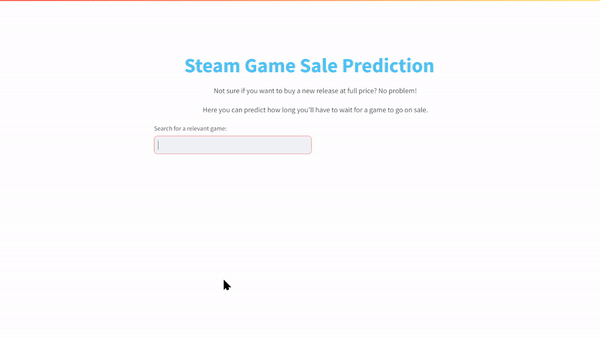 Steam Game Sale Prediction
Not sure if you want to buy a new release at full price? No problem!
Here you can predict how long you'll have to wait for a game to go on sale.
Search for a relevant game: